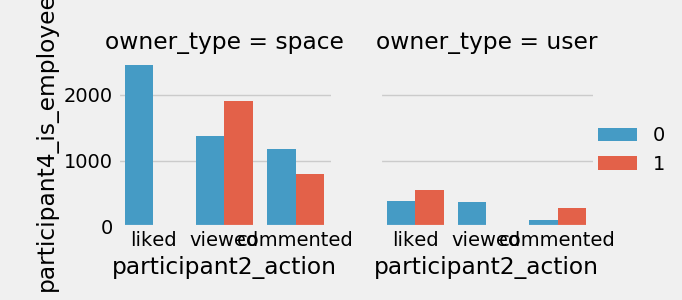 owner_type = space
owner_type = user
participant4_is_employee
2000
1000
0
liked
viewed
commented
liked
viewed
commented
participant2_action
participant2_action
0
1